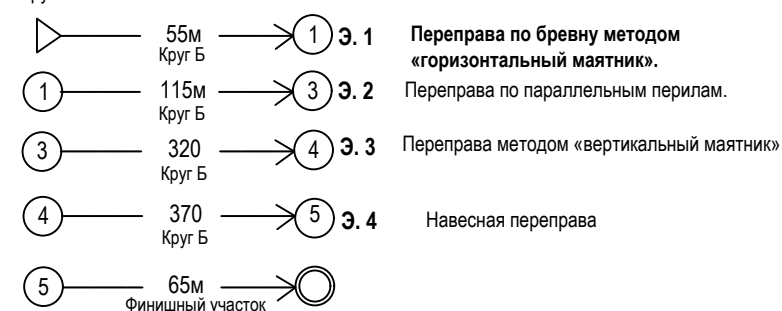 55м 1 Э. 1 Переправа по бревну методом
Круг Б «горизонтальный маятник».
1 115м 3 Э. 2 Переправа по параллельным перилам.
Круг Б
3 320 4 Э. 3 Переправа методом «вертикальный маятник»
Круг Б
4 370 5 Э. 4 Навесная переправа
Круг Б
5 65м
Финишный участок